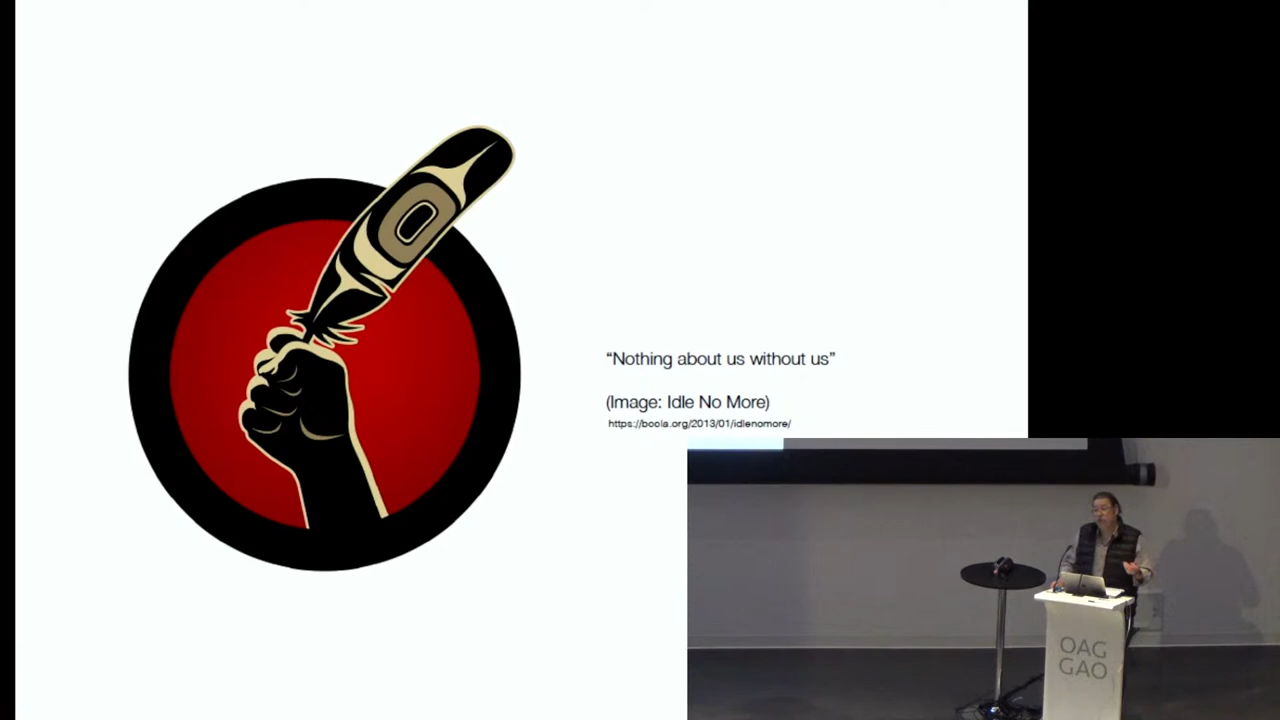 “Nothing about us without us”
(Image: Idle No More)
https://boola.org/2013/01/idlenomore/
OAG
GAO